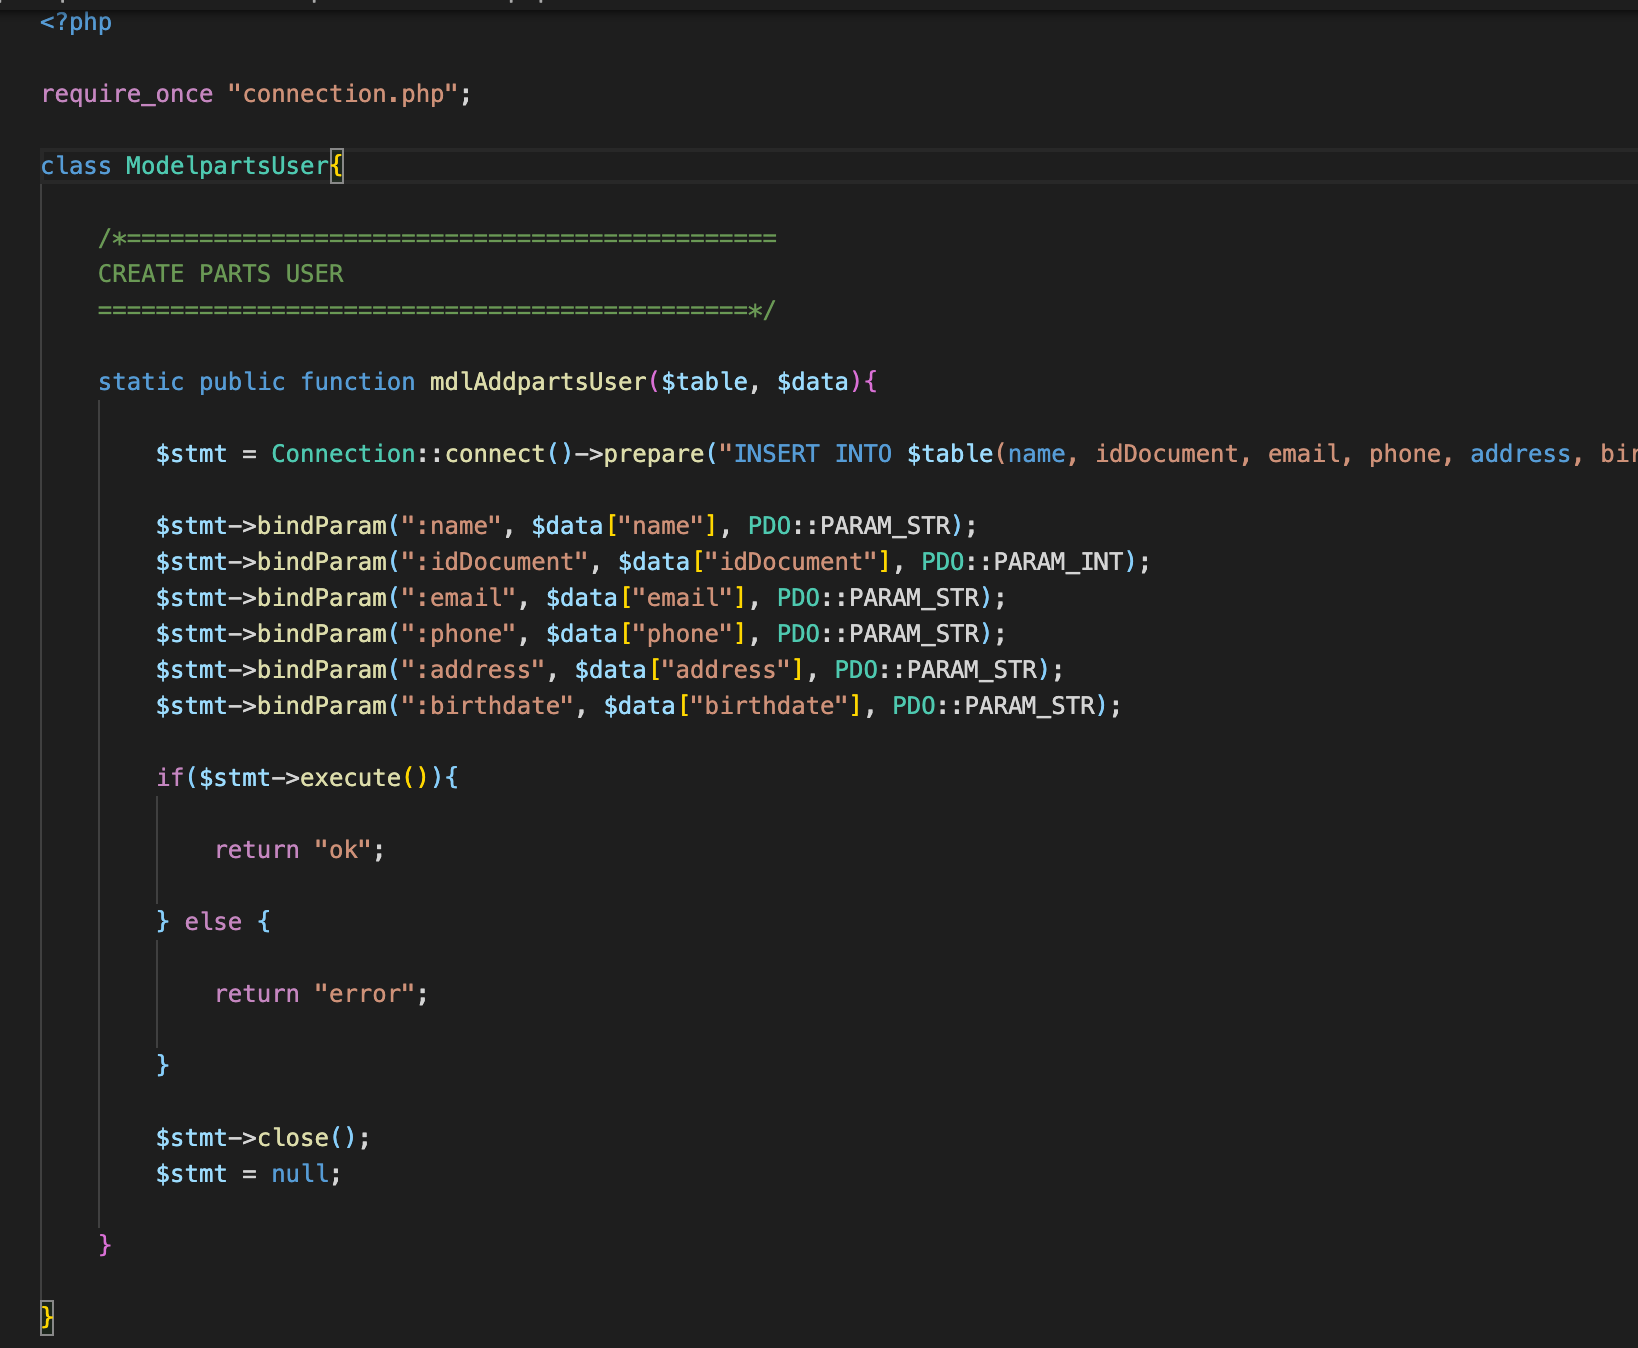 <?php
require_once "connection.php";
class ModelpartsUser{
/*=============================================
CREATE PARTS USER
=============================================*/
static public function mdlAddpartsUser($table, $data){
$stmt = Connection::connect()->prepare("INSERT INTO $table(name, idDocument, email, phone, address, bir
$stmt->bindParam(":name", $data["name"], PDO::PARAM_STR);
$stmt->bindParam(":idDocument", $data["idDocument"], PDO::PARAM_INT);
$stmt->bindParam(":email", $data["email"], PDO::PARAM_STR);
$stmt->bindParam(":phone", $data["phone"], PDO::PARAM_STR);
$stmt->bindParam(":address", $data["address"], PDO::PARAM_STR);
$stmt->bindParam(":birthdate", $data["birthdate"], PDO::PARAM_STR);
if($stmt->execute()){
return "ok";
} else {
return "error";
}
$stmt->close();
$stmt = null;
}
}